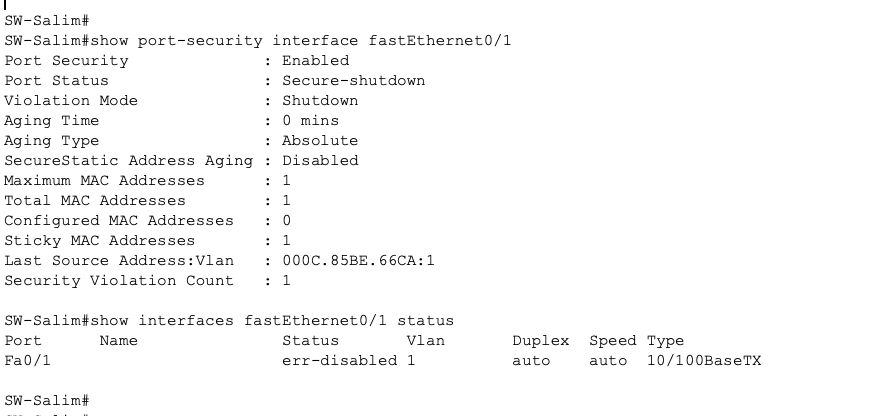 SW-Salim#
SW-Salim#show port-security interface fastEthernet0/1
Port Security              : Enabled
Port Status                : Secure-shutdown
Violation Mode             : Shutdown
Aging Time                 : 0 mins
Aging Type                 : Absolute
SecureStatic Address Aging : Disabled
Maximum MAC Addresses      : 1
Total MAC Addresses        : 1
Configured MAC Addresses   : 0
Sticky MAC Addresses       : 1
Last Source Address:Vlan   : 000C.85BE.66CA:1
Security Violation Count   : 1
SW-Salim#show interfaces fastEthernet0/1 status
Port      Name               Status       Vlan       Duplex  Speed Type
Fa0/1                        err-disabled 1          auto    auto  10/100BaseTX
SW-Salim#